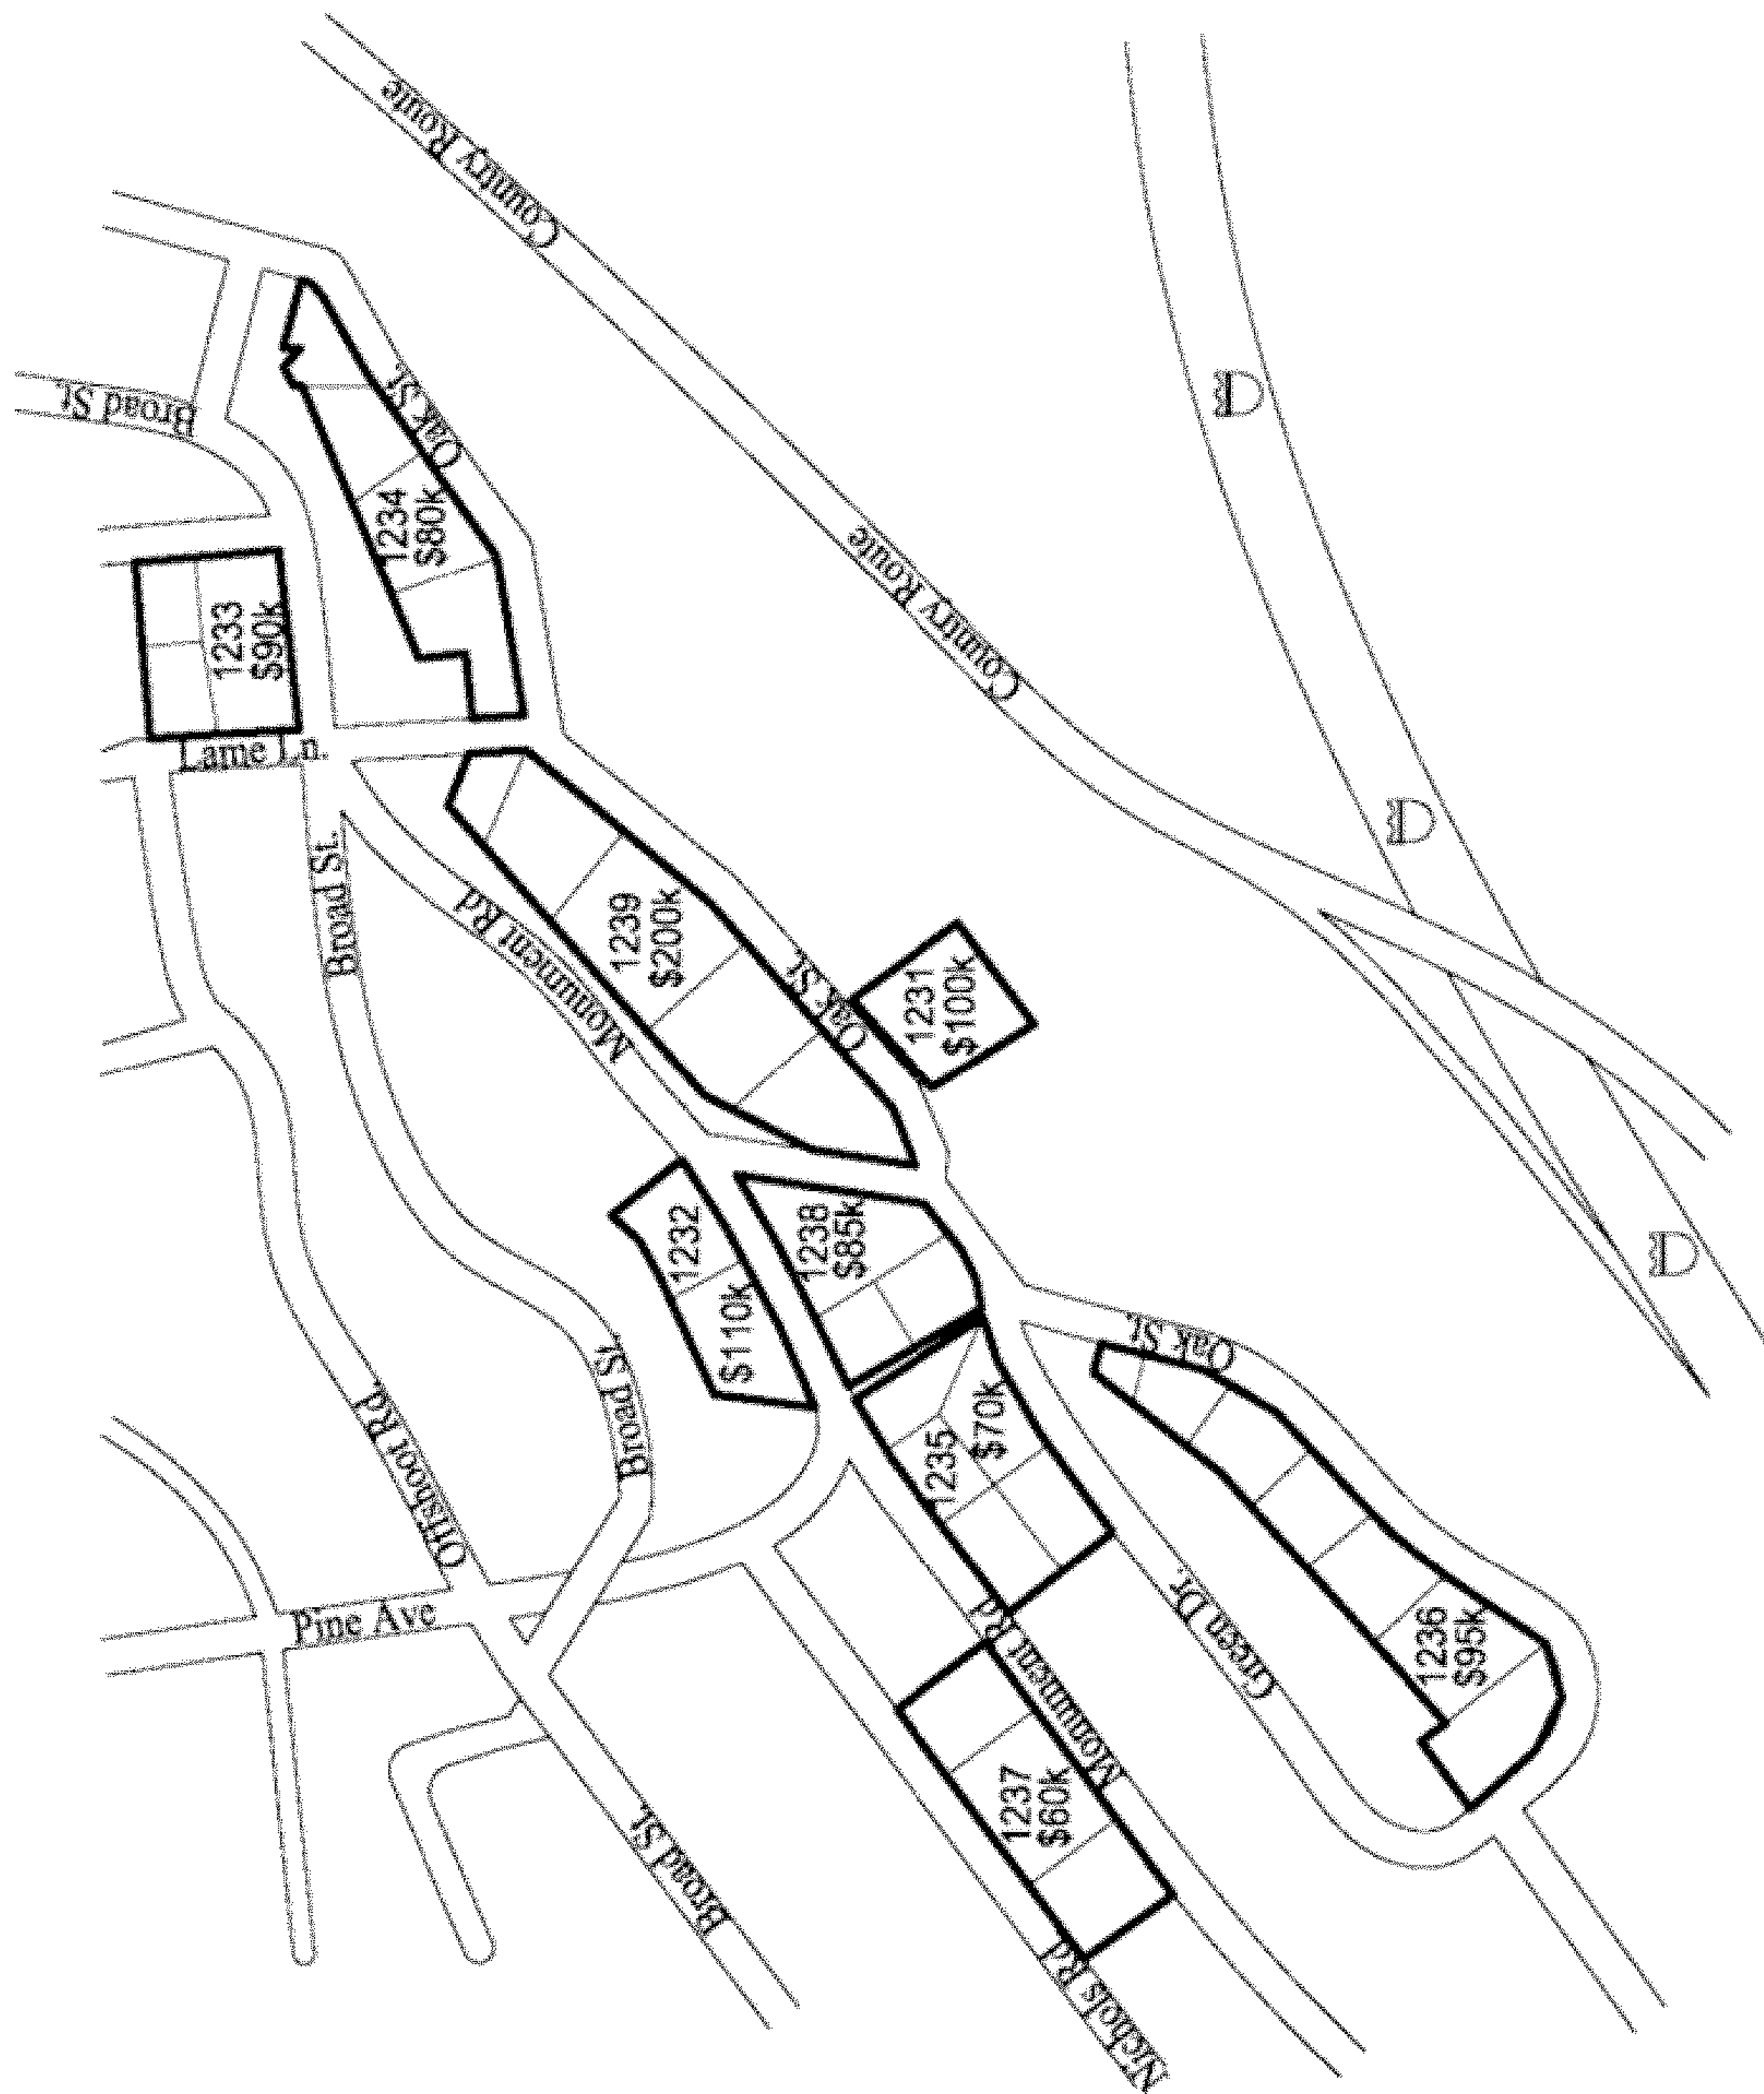 Country Route
Broad St.
Oak St.
1234
$80k
Country Route
1233
$90k
Lame Ln.
Broad St.
Monument Rd
1239
$200k
Oak St.
1231
$100k
1232
$110k
1238
$85k
Oak St.
Offshoot Rd.
Broad St.
1235
$70k
Pine Ave
Green Dr.
Monument Rd
1236
$95k
1237
$60k
Broad St.
Nichols Rd